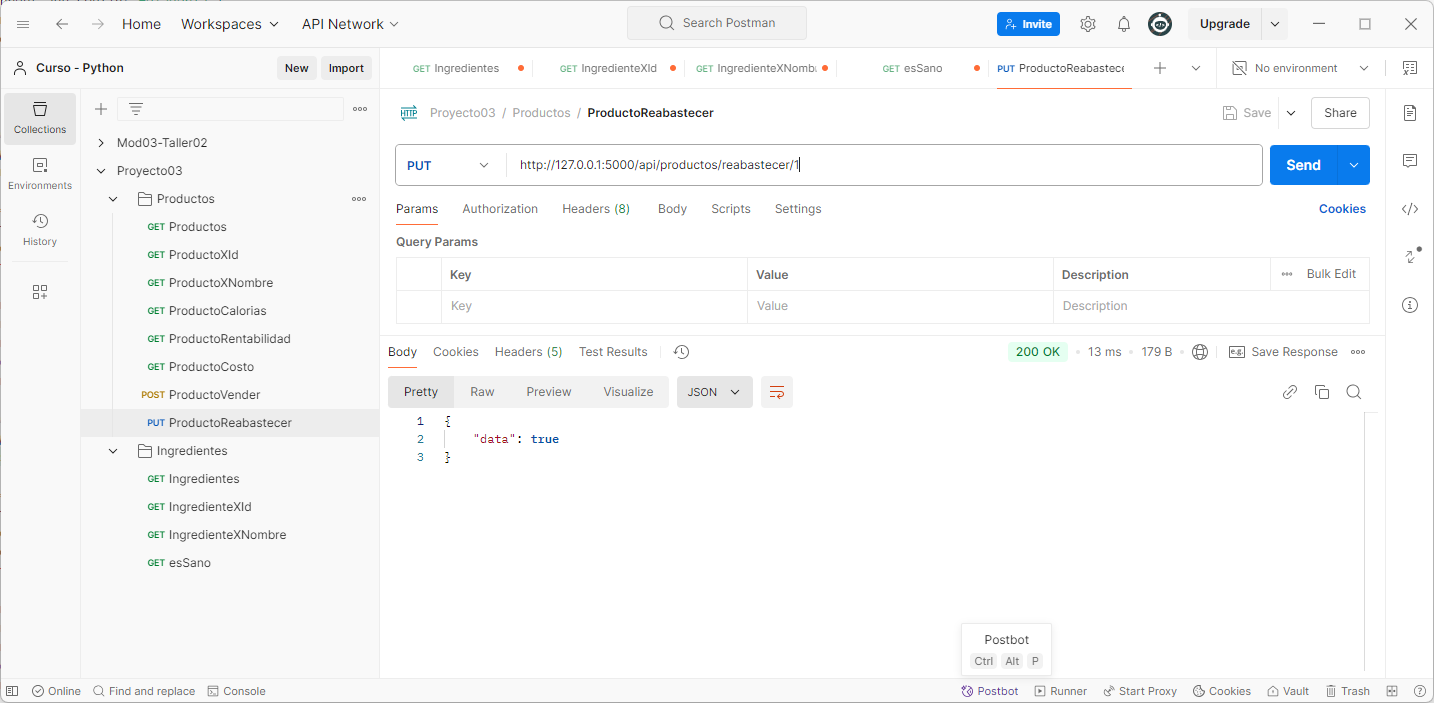 Home Workspaces API Network Search Postman Invite Upgrade
Curso - Python New Import
GET Ingredientes GET IngredienteXId GET IngredienteXNombr GET esSano PUT ProductoReabastece No environment
Collections
Environments
History
Mod03-Taller02
Proyecto03
Productos
GET Productos
GET ProductoXId
GET ProductoXNombre
GET ProductoCalorias
GET ProductoRentabilidad
GET ProductoCosto
POST ProductoVender
PUT ProductoReabastecer
Ingredientes
GET Ingredientes
GET IngredienteXId
GET IngredienteXNombre
GET esSano
HTTP Proyecto03 / Productos / ProductoReabastecer Save Share
PUT http://127.0.0.1:5000/api/productos/reabastecer/1 Send
Params Authorization Headers (8) Body Scripts Settings Cookies
Query Params
Key Value Description Bulk Edit
Key Value Description
Body Cookies Headers (5) Test Results 200 OK 13 ms 179 B e.g. Save Response
Pretty Raw Preview Visualize JSON
1 {
2 "data": true
3 }
Postbot
Ctrl Alt P
Online Find and replace Console Postbot Runner Start Proxy Cookies Vault Trash